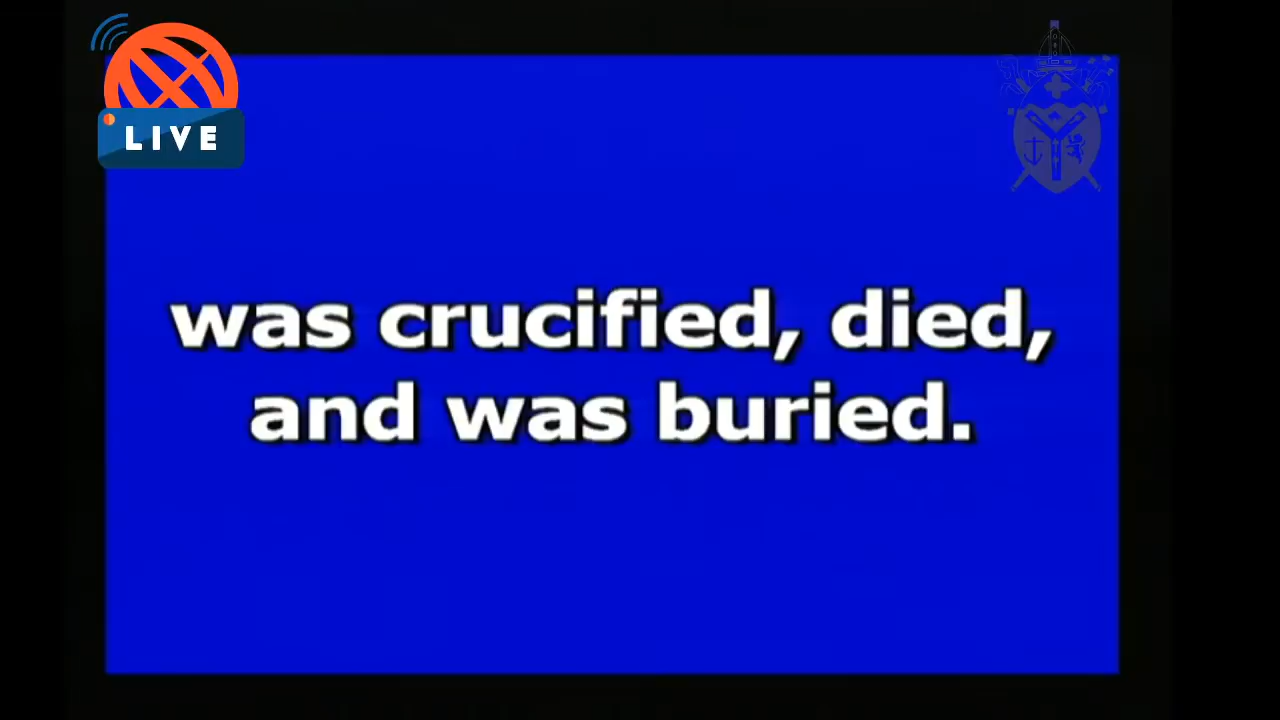 LIVE
was crucified, died,
and was buried.